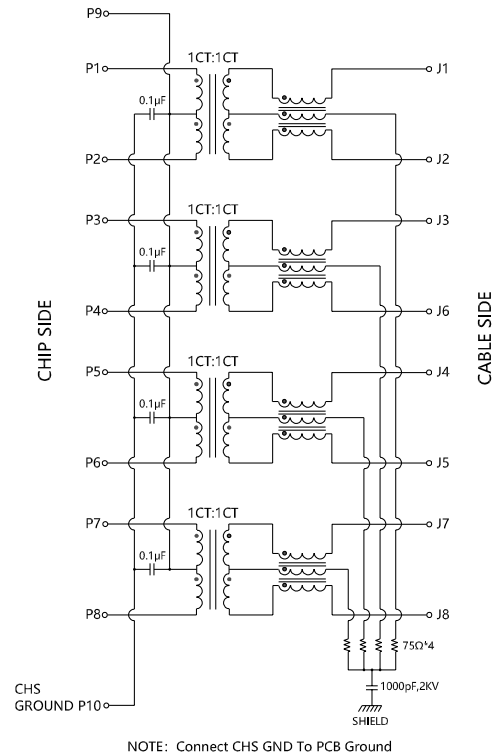 P9
P1
1CT:1CT
J1
0.1μF
P2
J2
P3
1CT:1CT
J3
0.1μF
P4
J6
CHIP SIDE
CABLE SIDE
P5
1CT:1CT
J4
0.1μF
P6
J5
P7
1CT:1CT
J7
0.1μF
P8
J8
75Ω*4
CHS
GROUND P10
1000pF,2KV
SHIELD
NOTE: Connect CHS GND To PCB Ground